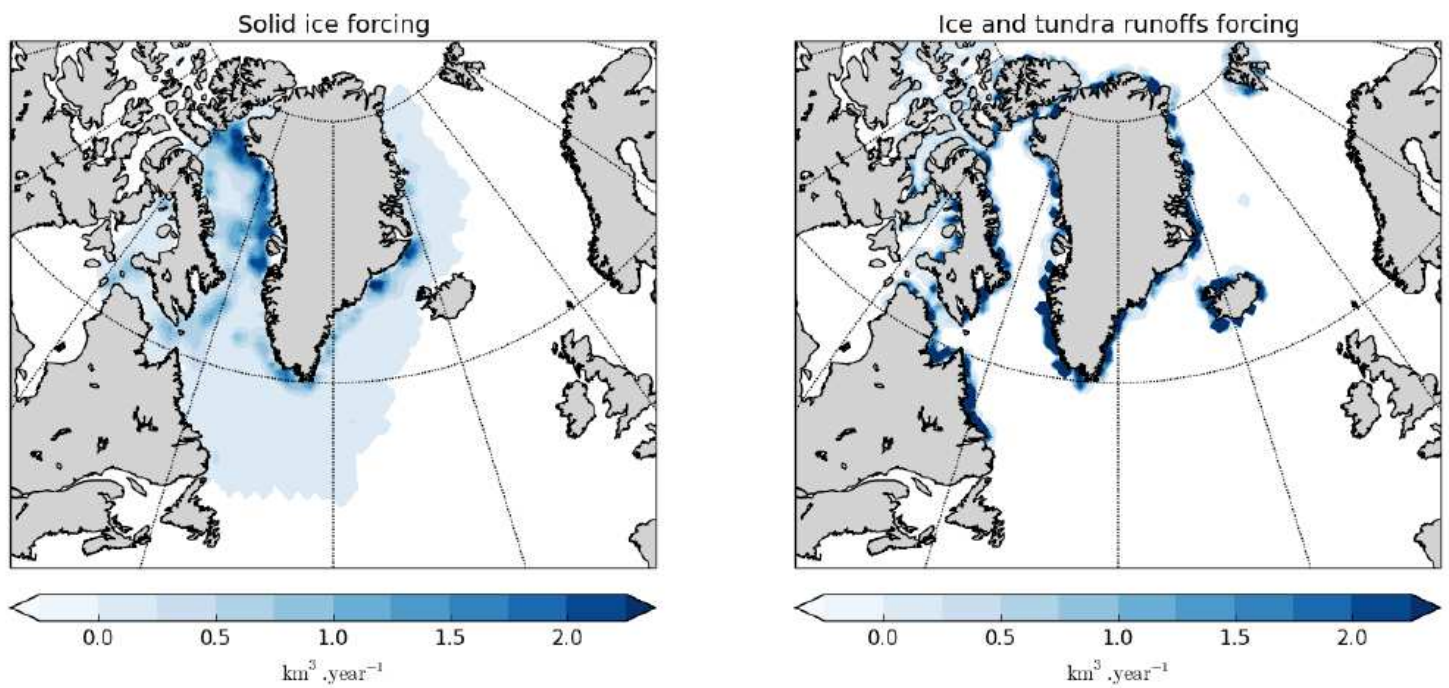 Solid ice forcing
Ice and tundra runoffs forcing
0.0 0.5 1.0 1.5 2.0
km³ .year⁻¹
0.0 0.5 1.0 1.5 2.0
km³ .year⁻¹